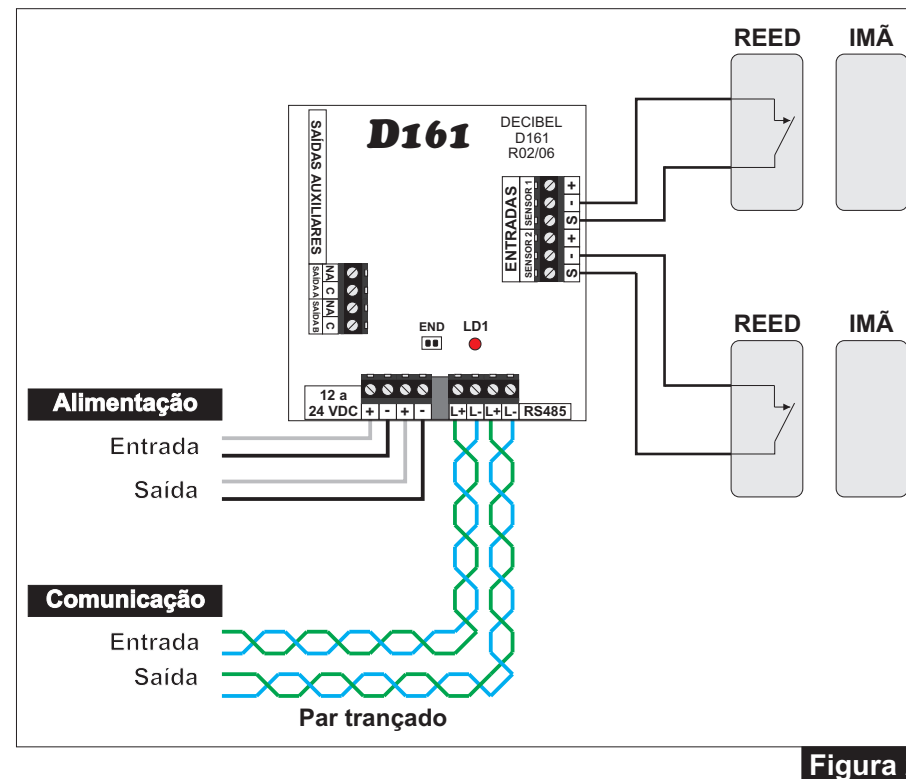 REED IMÃ
D161
DECIBEL
D161
R02/06
SAÍDAS AUXILIARES
ENTRADAS
SENSOR 1
SENSOR 2
+
-
S
+
-
S
SAÍDA A
SAÍDA B
NA
C
NA
C
END LD1
REED IMÃ
12 a
24 VDC + - + - L+ L- L+ L- RS485
Alimentação
Entrada
Saída
Comunicação
Entrada
Saída
Par trançado
Figura